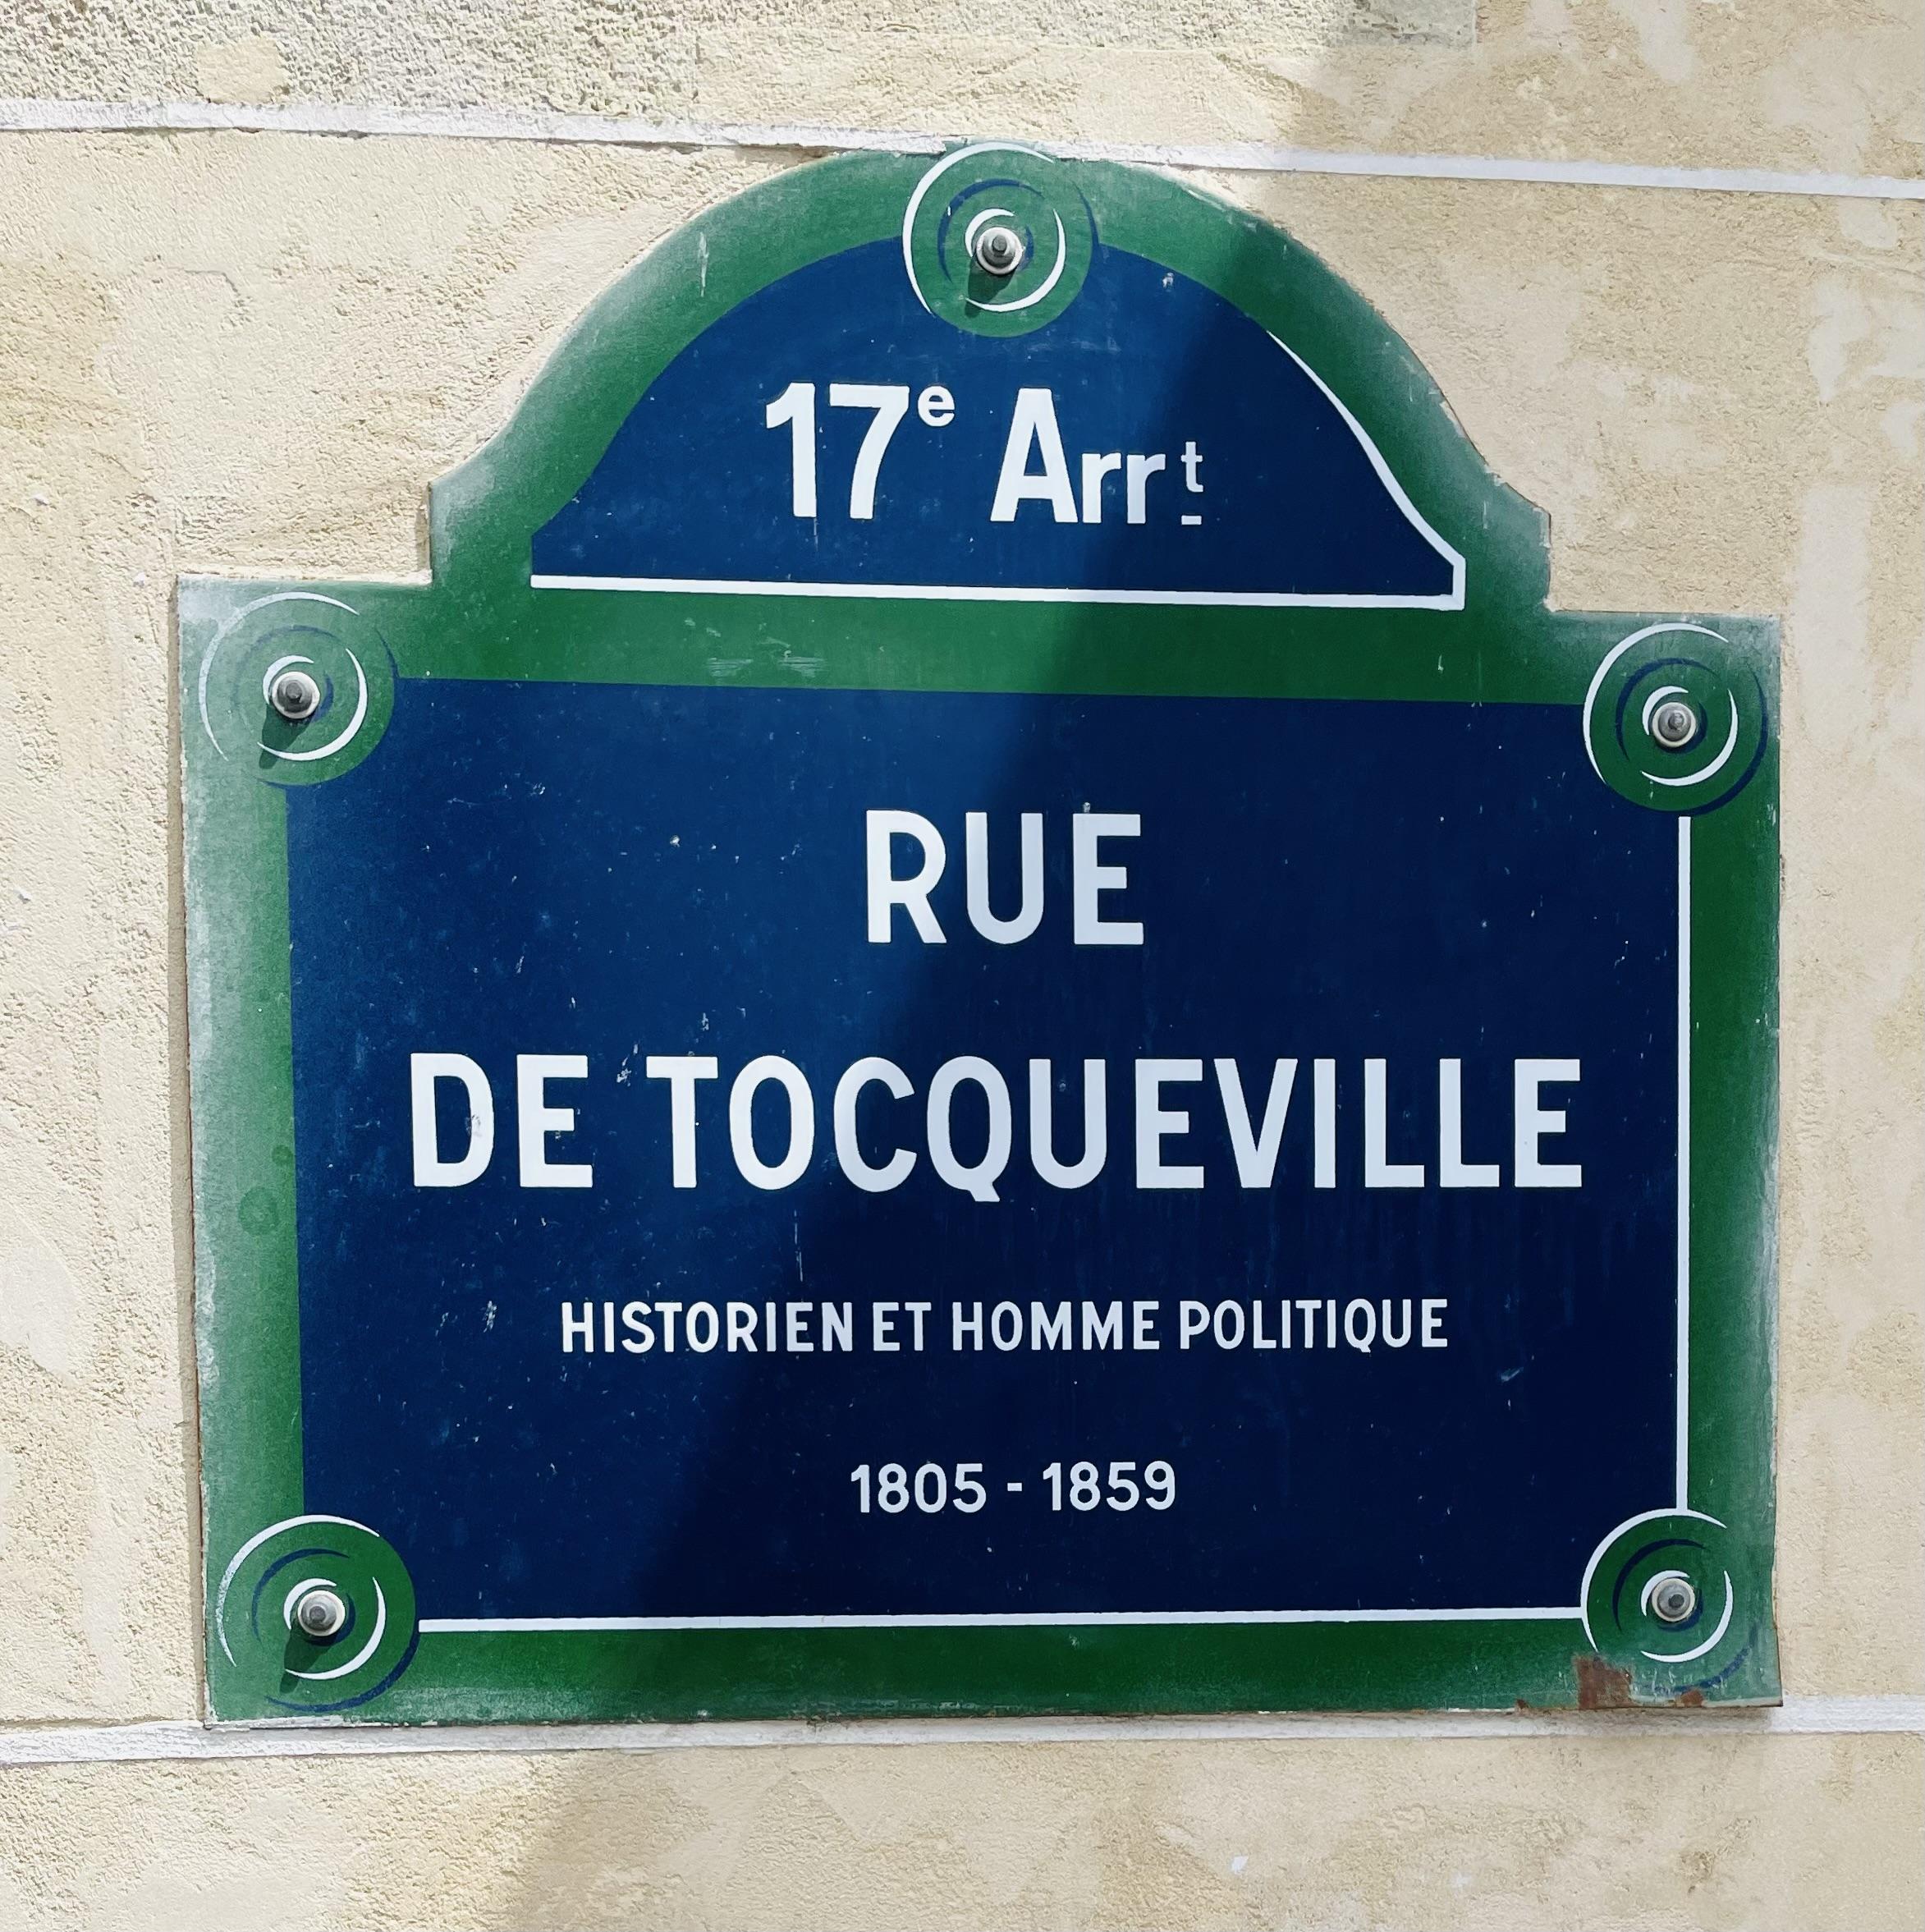 17e Arrt
RUE
DE TOCQUEVILLE
HISTORIEN ET HOMME POLITIQUE
1805 - 1859